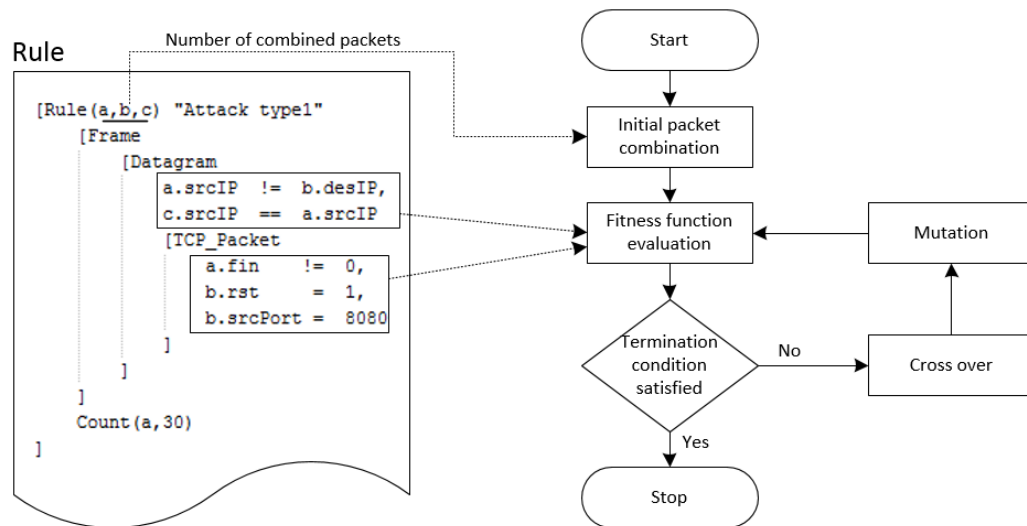 Rule
Number of combined packets
[Rule(a,b,c) "Attack type1"
[Frame
[Datagram
a.srcIP != b.desIP,
c.srcIP == a.srcIP
[TCP_Packet
a.fin != 0,
b.rst = 1,
b.srcPort = 8080
]
]
]
Count(a,30)
]
Start
Initial packet
combination
Fitness function
evaluation
Mutation
Termination
condition
satisfied
No
Cross over
Yes
Stop